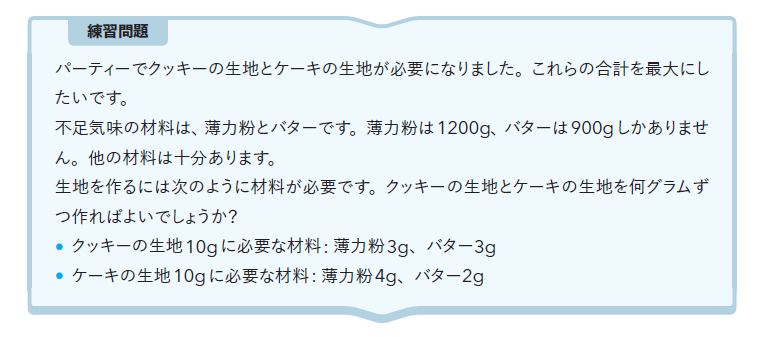 練習問題
パーティーでクッキーの生地とケーキの生地が必要になりました。これらの合計を最大にし
たいです。
不足気味の材料は、薄力粉とバターです。薄力粉は1200g、バターは900gしかありませ
ん。他の材料は十分あります。
生地を作るには次のように材料が必要です。クッキーの生地とケーキの生地を何グラムず
つ作ればよいでしょうか?
● クッキーの生地10gに必要な材料：薄力粉3g、バター3g
● ケーキの生地10gに必要な材料：薄力粉4g、バター2g